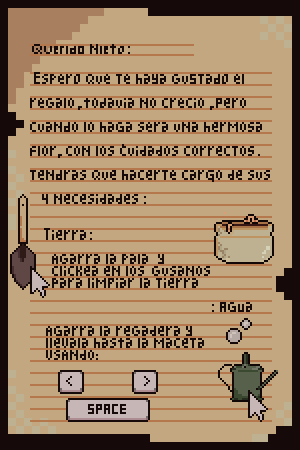 Querido Nieto:
Espero que te haya gustado el
regalo, todavia no crecio, pero
cuando lo haga sera una hermosa
flor, con los cuidados correctos.
tendras que hacerte cargo de sus
4 necesidades:
Tierra:
Agarra la pala y
clickea en los gusanos
para limpiar la tierra
: Agua
Agarra la regadera y
llevala hasta la maceta
usando:
< >
SPACE